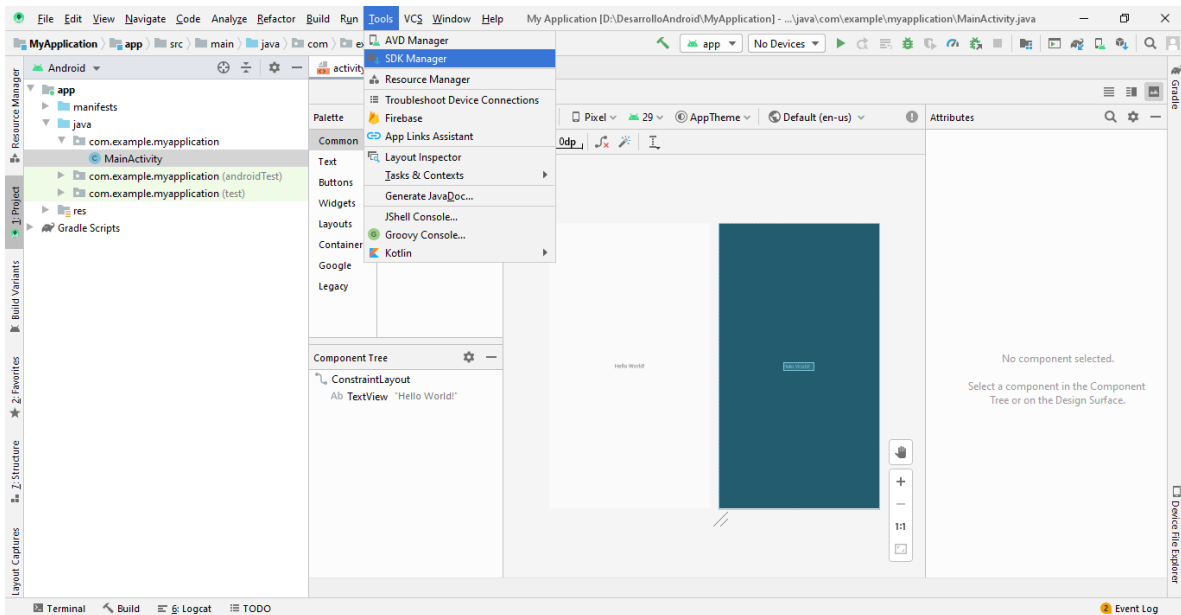 File Edit View Navigate Code Analyze Refactor Build Run Tools VCS Window Help My Application [D:\DesarrolloAndroid\MyApplication] - ...\java\com\example\myapplication\MainActivity.java
MyApplication app src main java com
app No Devices
Android
activity
AVD Manager
SDK Manager
Resource Manager
Troubleshoot Device Connections
Firebase
App Links Assistant
Layout Inspector
Tasks & Contexts
Generate JavaDoc...
JShell Console...
Groovy Console...
Kotlin
app
manifests
java
com.example.myapplication
MainActivity
com.example.myapplication (androidTest)
com.example.myapplication (test)
res
Gradle Scripts
Palette
Common
Text
Buttons
Widgets
Layouts
Container
Google
Legacy
Pixel 29 AppTheme Default (en-us)
0dp
Attributes
Hello World!
Hello World!
No component selected.
Select a component in the Component
Tree or on the Design Surface.
Component Tree
ConstraintLayout
Ab TextView "Hello World!"
1:1
Resource Manager
1: Project
Build Variants
2: Favorites
7: Structure
Layout Captures
Gradle
Device File Explorer
Terminal Build 6: Logcat TODO
2 Event Log